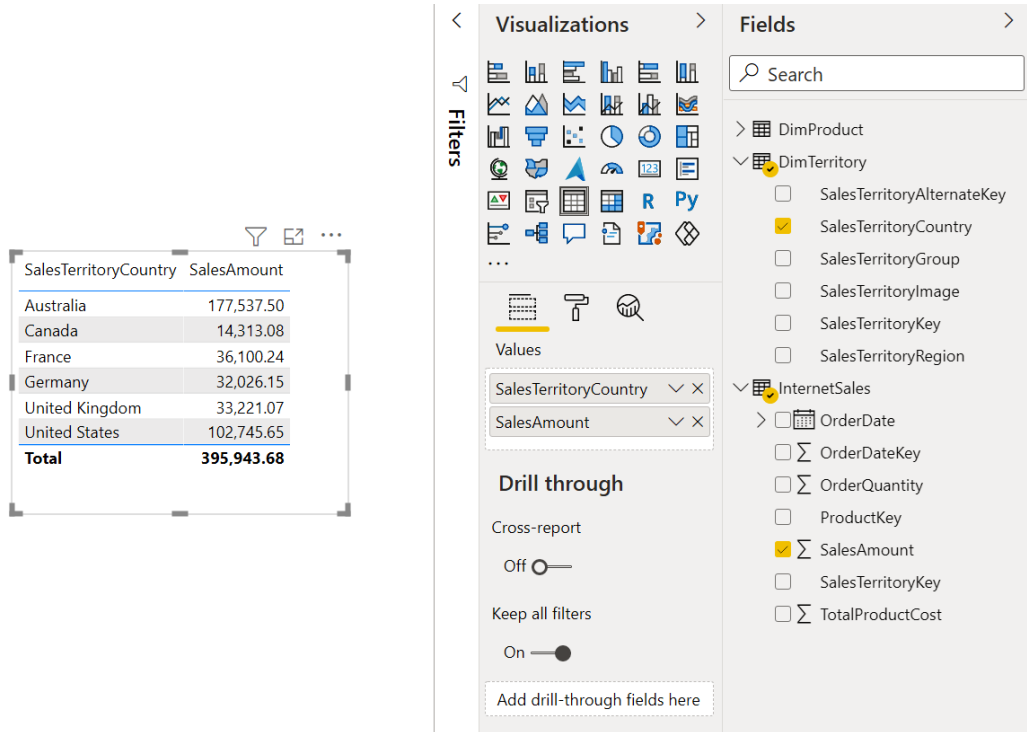 SalesTerritoryCountry SalesAmount
Australia 177,537.50
Canada 14,313.08
France 36,100.24
Germany 32,026.15
United Kingdom 33,221.07
United States 102,745.65
Total 395,943.68
Filters
Visualizations
123
R Py
Values
SalesTerritoryCountry
SalesAmount
Drill through
Cross-report
Off
Keep all filters
On
Add drill-through fields here
Fields
Search
DimProduct
DimTerritory
SalesTerritoryAlternateKey
SalesTerritoryCountry
SalesTerritoryGroup
SalesTerritoryImage
SalesTerritoryKey
SalesTerritoryRegion
InternetSales
OrderDate
OrderDateKey
OrderQuantity
ProductKey
SalesAmount
SalesTerritoryKey
TotalProductCost